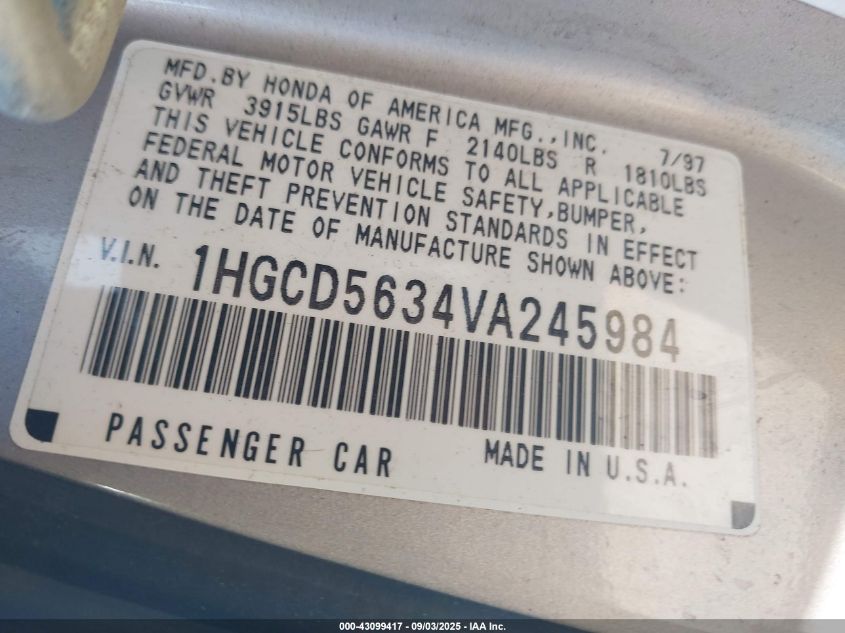 MFD.BY HONDA OF AMERICA MFG.,INC. 7/97
GVWR 3915LBS GAWR F 2140LBS R 1810LBS
THIS VEHICLE CONFORMS TO ALL APPLICABLE
FEDERAL MOTOR VEHICLE SAFETY,BUMPER,
AND THEFT PREVENTION STANDARDS IN EFFECT
ON THE DATE OF MANUFACTURE SHOWN ABOVE:
V.I.N. 1HGCD5634VA245984
PASSENGER CAR MADE IN U.S.A.
000-43099417 - 09/03/2025 - IAA Inc.